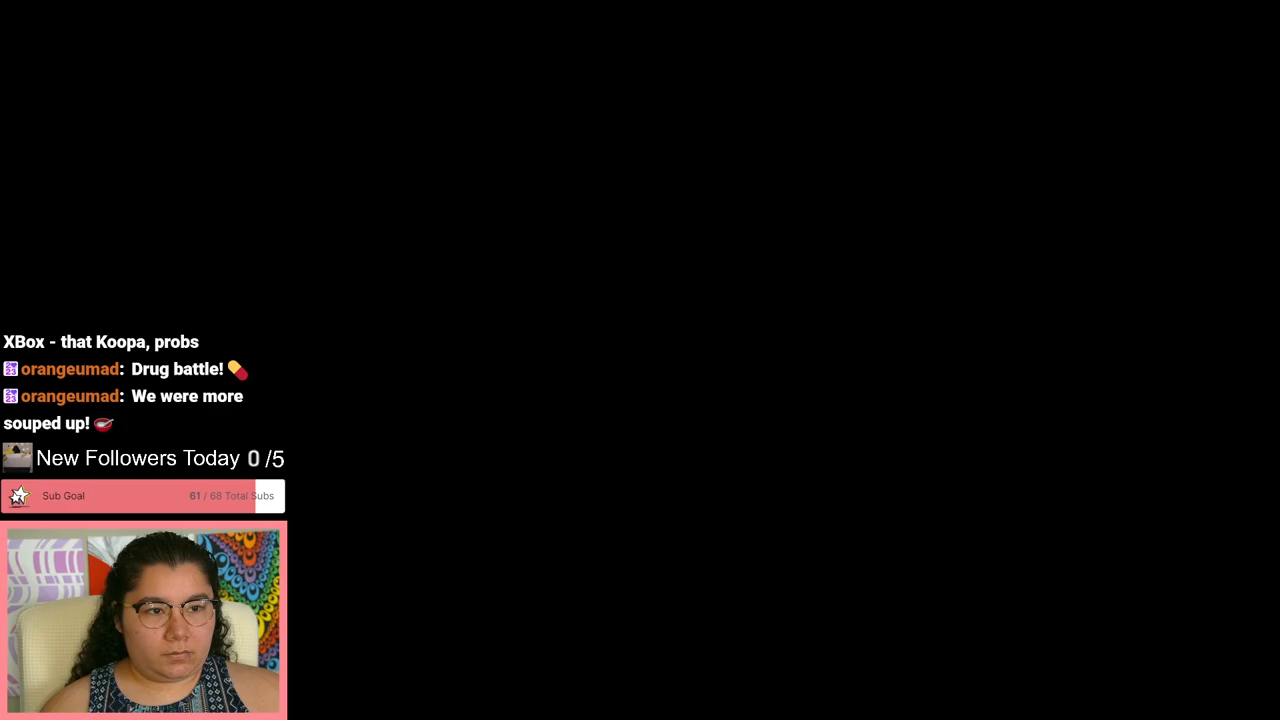 XBox - that Koopa, probs
orangeumad: Drug battle!
orangeumad: We were more
souped up!
New Followers Today 0 /5
Sub Goal 61 / 68 Total Subs